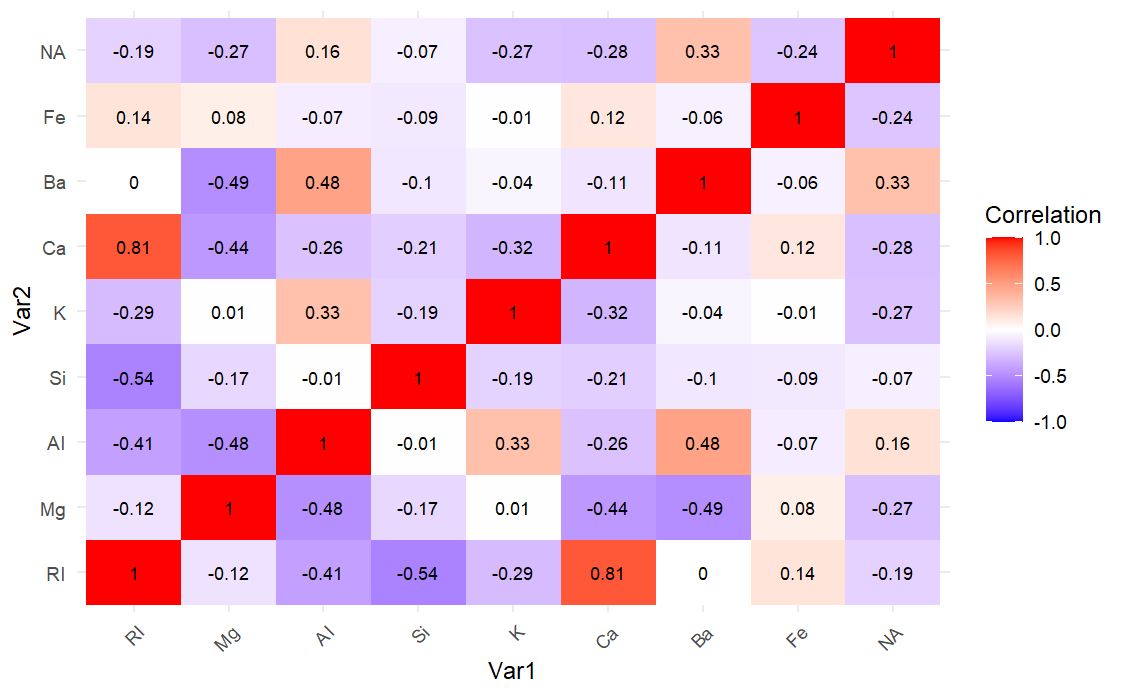 NA -0.19 -0.27 0.16 -0.07 -0.27 -0.28 0.33 -0.24 1
Fe 0.14 0.08 -0.07 -0.09 -0.01 0.12 -0.06 1 -0.24
Ba 0 -0.49 0.48 -0.1 -0.04 -0.11 1 -0.06 0.33
Ca 0.81 -0.44 -0.26 -0.21 -0.32 1 -0.11 0.12 -0.28
K -0.29 0.01 0.33 -0.19 1 -0.32 -0.04 -0.01 -0.27
Si -0.54 -0.17 -0.01 1 -0.19 -0.21 -0.1 -0.09 -0.07
Al -0.41 -0.48 1 -0.01 0.33 -0.26 0.48 -0.07 0.16
Mg -0.12 1 -0.48 -0.17 0.01 -0.44 -0.49 0.08 -0.27
RI 1 -0.12 -0.41 -0.54 -0.29 0.81 0 0.14 -0.19
RI Mg Al Si K Ca Ba Fe NA
Var1
Var2
Correlation
1.0
0.5
0.0
-0.5
-1.0